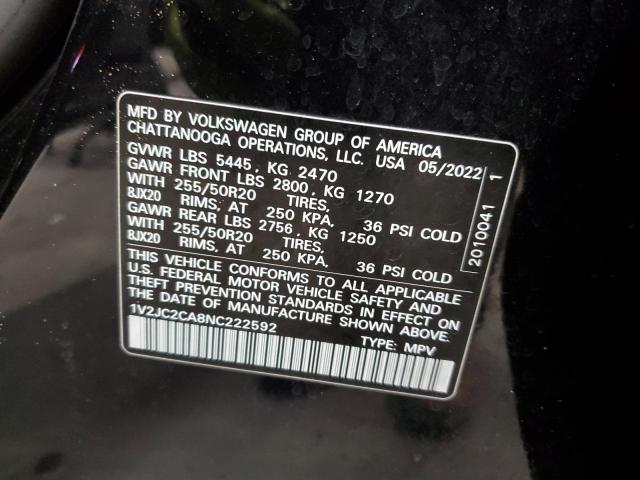 MFD BY VOLKSWAGEN GROUP OF AMERICA
CHATTANOOGA OPERATIONS, LLC. USA 05/2022
GVWR LBS 5445, KG 2470
GAWR FRONT LBS 2800, KG 1270
WITH 255/50R20 TIRES,
8JX20 RIMS, AT 250 KPA, 36 PSI COLD
GAWR REAR LBS 2756, KG 1250
WITH 255/50R20 TIRES,
8JX20 RIMS, AT 250 KPA, 36 PSI COLD
THIS VEHICLE CONFORMS TO ALL APPLICABLE
U.S. FEDERAL MOTOR VEHICLE SAFETY AND
THEFT PREVENTION STANDARDS IN EFFECT ON
THE DATE OF MANUFACTURE SHOWN ABOVE.
1V2JC2CA8NC222592
TYPE: MPV
2010041 1